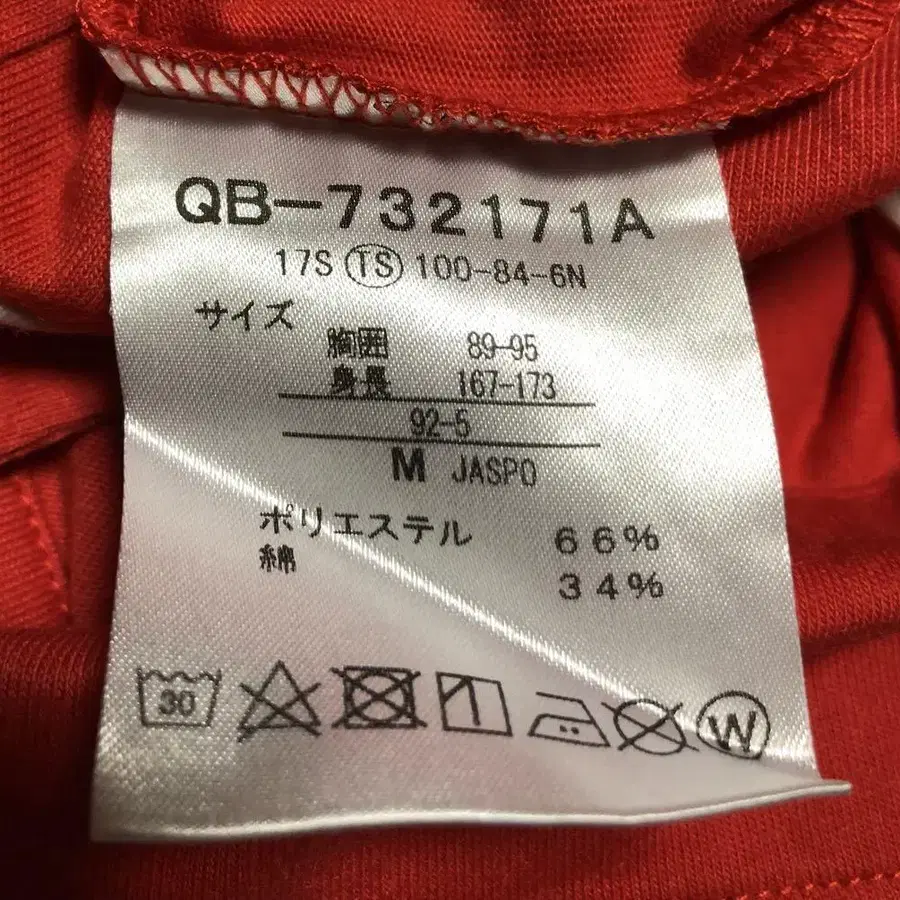 QB-732171A
17S TS 100-84-6N
サイズ
胸囲 89-95
身長 167-173
92-5
M JASPO
ポリエステル 66%
綿 34%
30 W